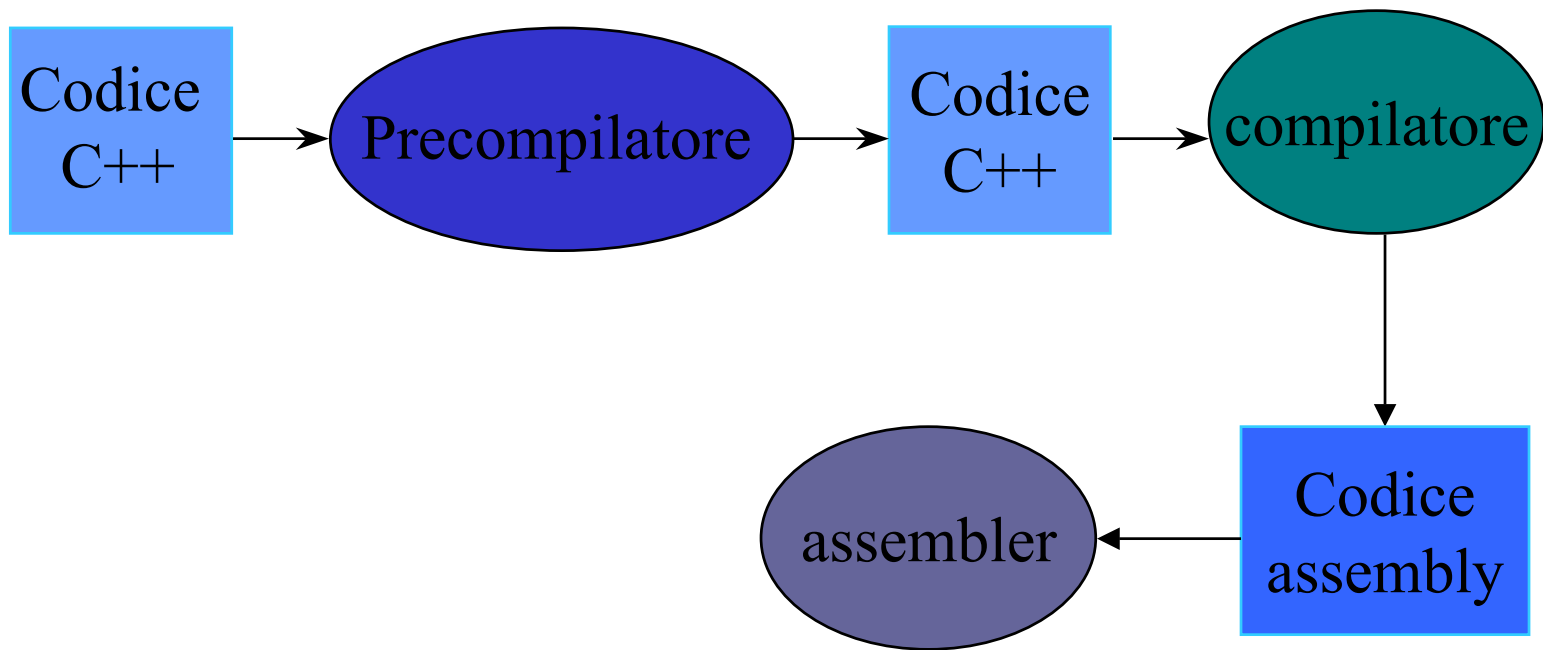 Codice
C++
Precompilatore
Codice
C++
compilatore
Codice
assembly
assembler